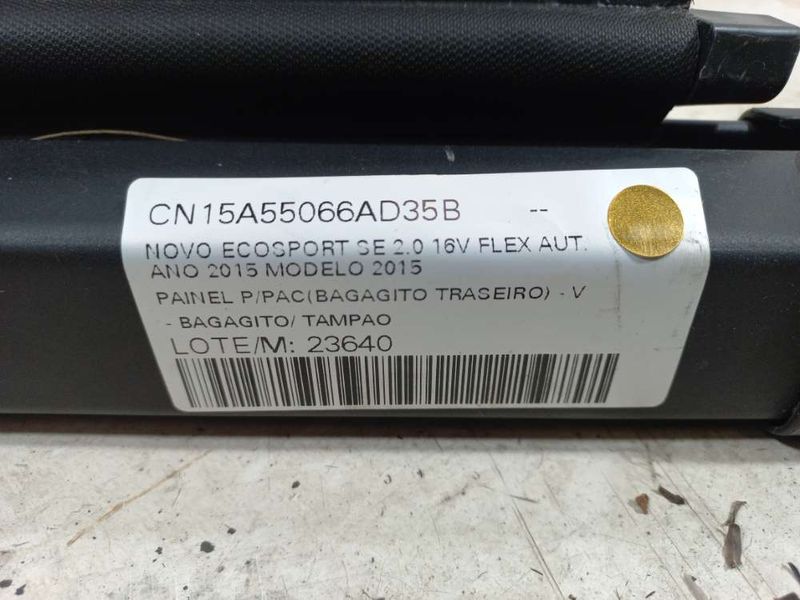 CN15A55066AD35B --
NOVO ECOSPORT SE 2.0 16V FLEX AUT.
ANO 2015 MODELO 2015
PAINEL P/PAC(BAGAGITO TRASEIRO) - V
- BAGAGITO/ TAMPAO
LOTE/M: 23640